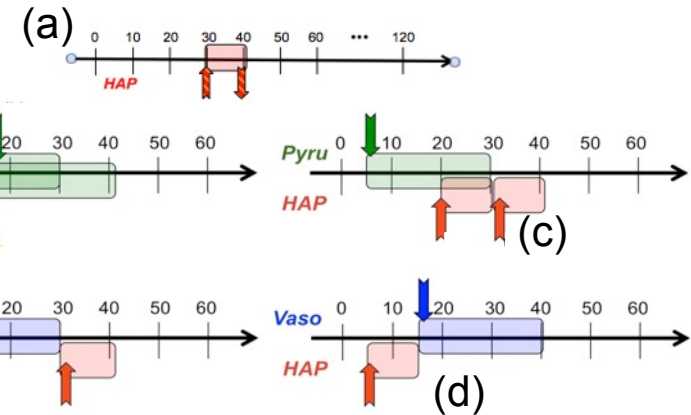 (a)
0 10 20 30 40 50 60 ••• 120
HAP
20 30 40 50 60
Pyru 0 10 20 30 40 50 60
HAP
(c)
20 30 40 50 60
Vaso 0 10 20 30 40 50 60
HAP
(d)